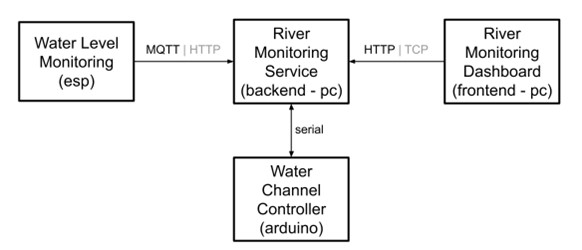 Water Level
Monitoring
(esp)
MQTT | HTTP
River
Monitoring
Service
(backend - pc)
HTTP | TCP
River
Monitoring
Dashboard
(frontend - pc)
serial
Water
Channel
Controller
(arduino)